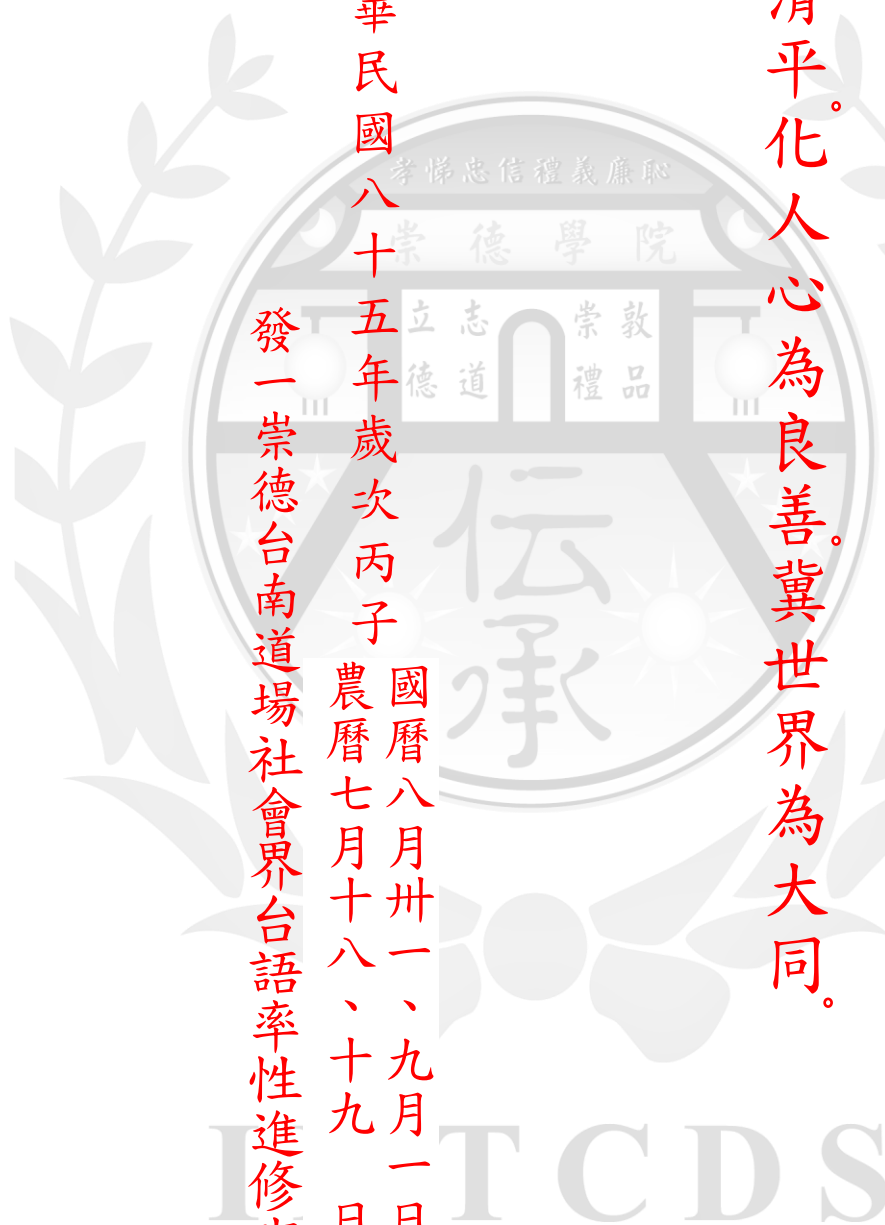 清平。化人心為良善。冀世界為大同。
華民國八十五年歲次丙子
國曆八月卅一、九月一日
農曆七月十八、十九 日
發一崇德台南道場社會界台語率性進修
孝悌忠信禮義廉恥
崇德學院
敦品
崇禮
志道
立德
伝承
TCDS